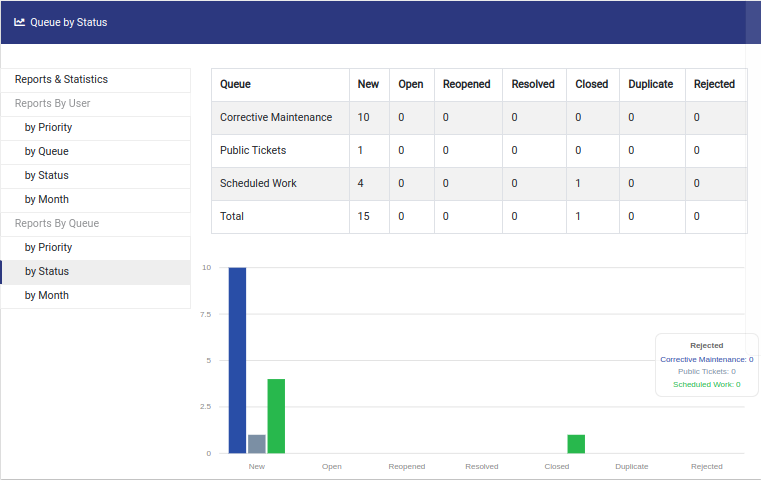 Queue by Status
Reports & Statistics
Reports By User
by Priority
by Queue
by Status
by Month
Reports By Queue
by Priority
by Status
by Month
Queue New Open Reopened Resolved Closed Duplicate Rejected
Corrective Maintenance 10 0 0 0 0 0 0
Public Tickets 1 0 0 0 0 0 0
Scheduled Work 4 0 0 0 1 0 0
Total 15 0 0 0 1 0 0
10
7.5
5
2.5
0
New Open Reopened Resolved Closed Duplicate Rejected
Rejected
Corrective Maintenance: 0
Public Tickets: 0
Scheduled Work: 0